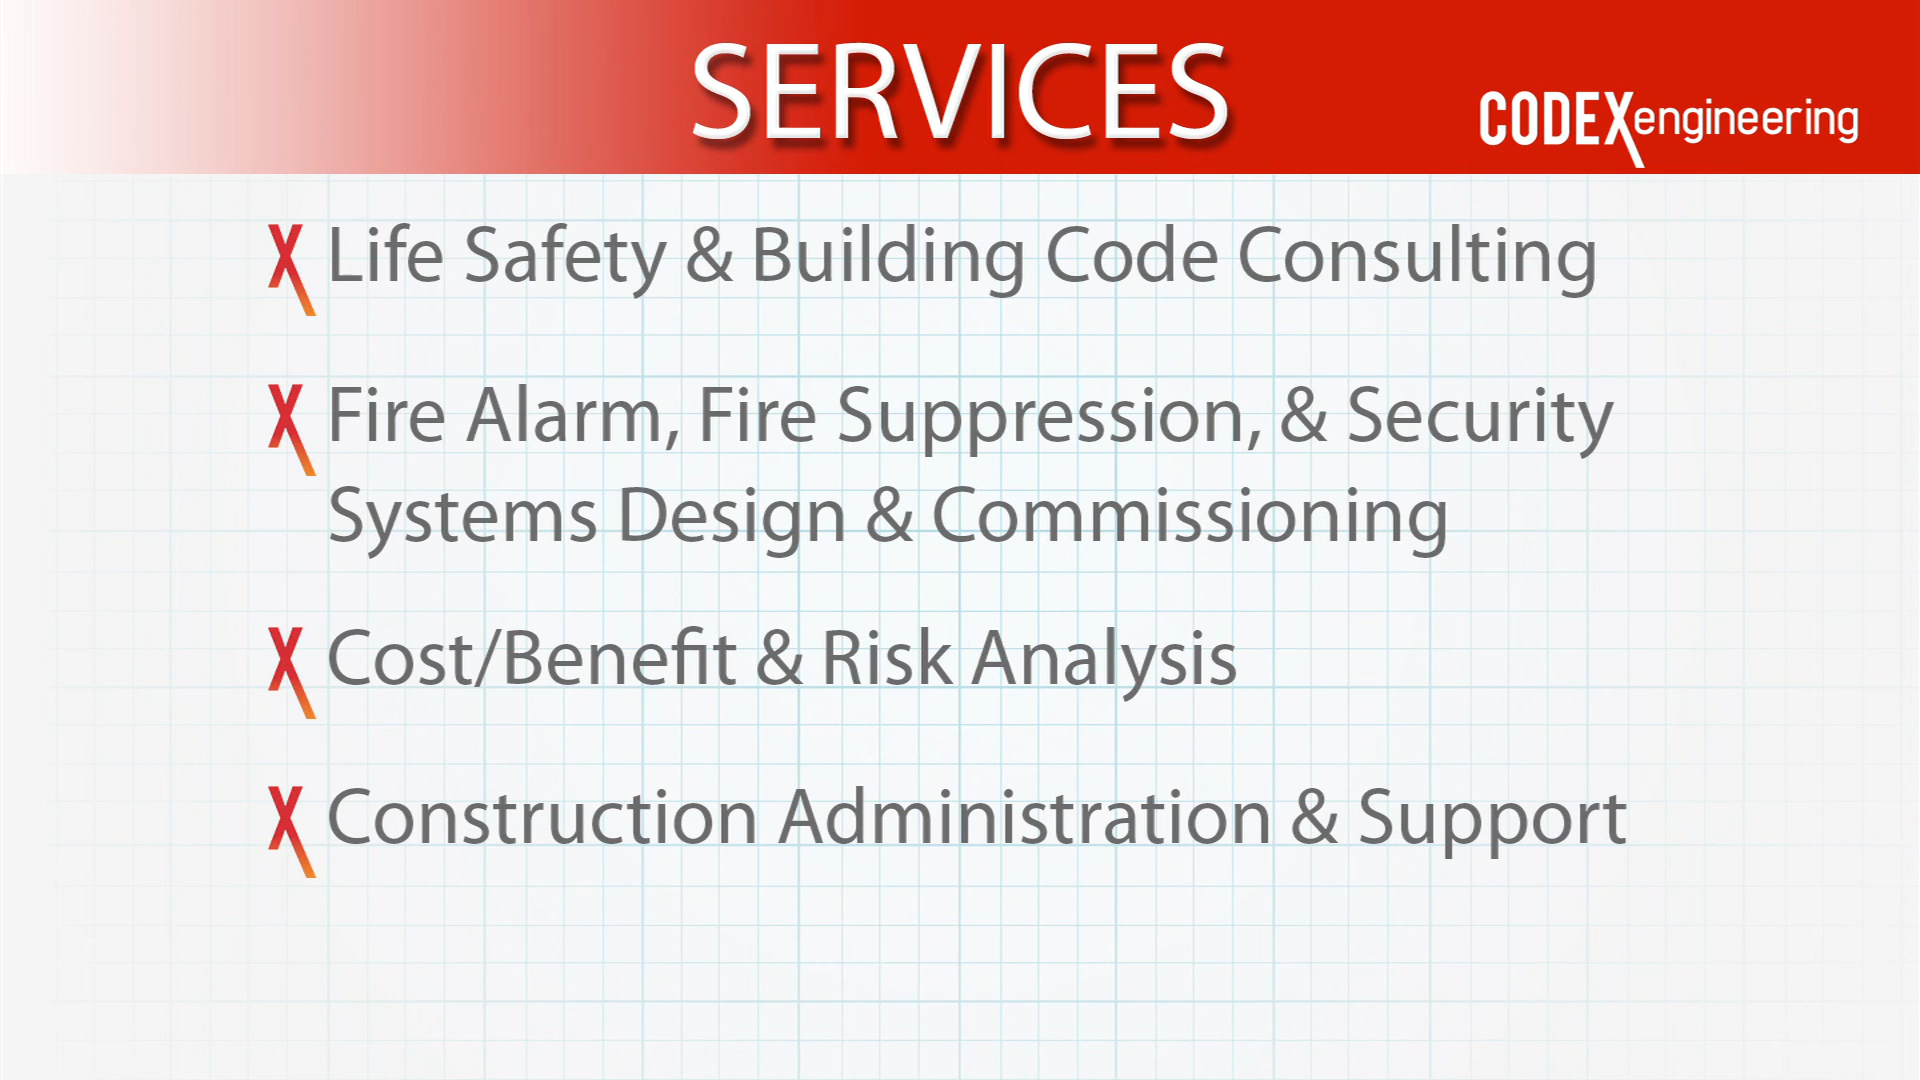 SERVICES
CODEXengineering
Life Safety & Building Code Consulting
Fire Alarm, Fire Suppression, & Security
Systems Design & Commissioning
Cost/Benefit & Risk Analysis
Construction Administration & Support